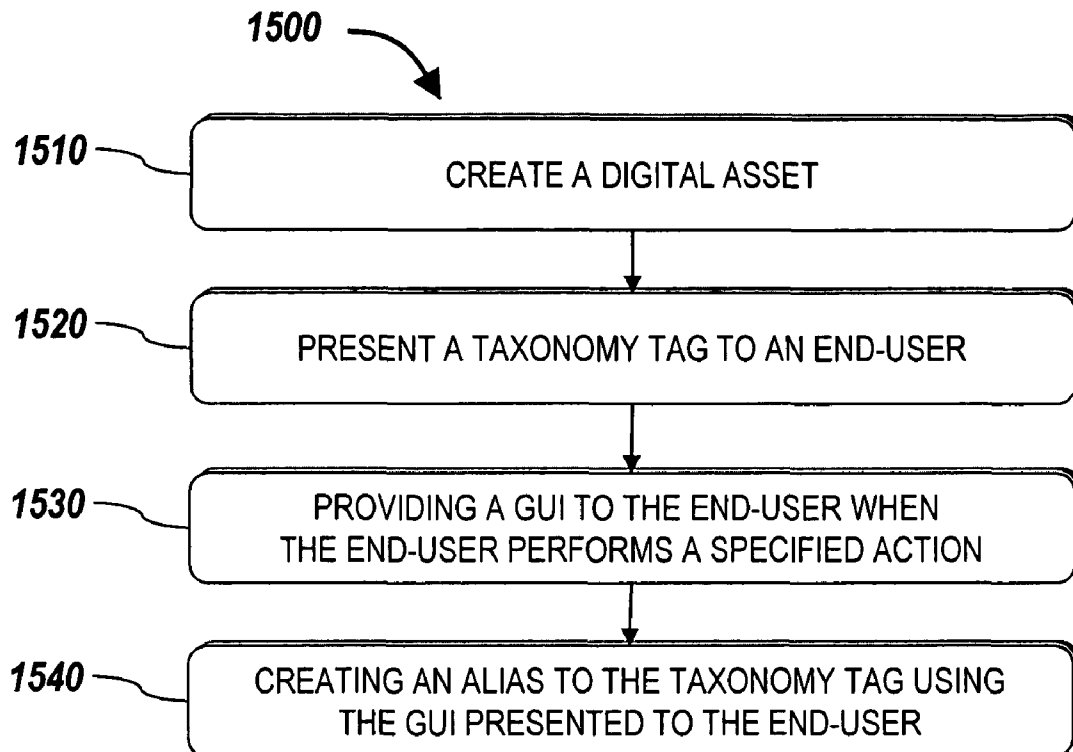 1500
1510
CREATE A DIGITAL ASSET
1520
PRESENT A TAXONOMY TAG TO AN END-USER
1530
PROVIDING A GUI TO THE END-USER WHEN
THE END-USER PERFORMS A SPECIFIED ACTION
1540
CREATING AN ALIAS TO THE TAXONOMY TAG USING
THE GUI PRESENTED TO THE END-USER